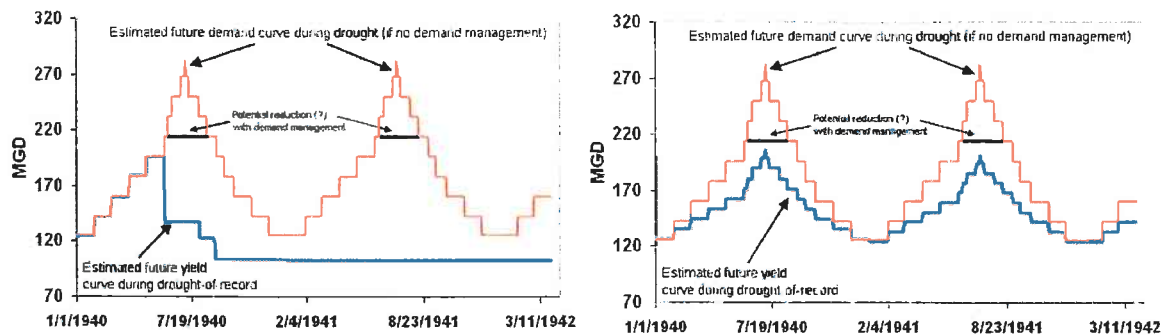 320
Estimated future demand curve during drought (if no demand management)
270
Potential reduction (?)
with demand management
220
MGD
170
120
Estimated future yield
curve during drought-of-record
70
1/1/1940 7/19/1940 2/4/1941 8/23/1941 3/11/1942
320
Estimated future demand curve during drought (if no demand management)
270
Potential reduction (?)
with demand management
220
MGD
170
120
Estimated future yield
curve during drought of-record
70
1/1/1940 7/19/1940 2/4/1941 8/23/1941 3/11/1942